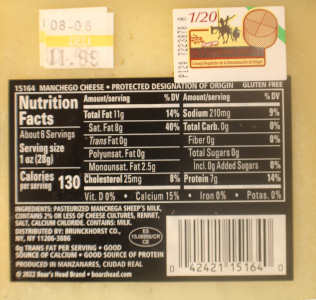 08-08
DELI
11.99
1/20
15164 MANCHEGO CHEESE • PROTECTED DESIGNATION OF ORIGIN GLUTEN FREE
Nutrition Facts
About 6 Servings
Serving size
1 oz (28g)
Calories per serving 130
Amount/serving % DV
Total Fat 11g 14%
Sat. Fat 8g 40%
Trans Fat 0g
Polyunsat. Fat 0g
Monounsat. Fat 2.5g
Cholesterol 25mg 8%
Amount/serving % DV
Sodium 210mg 9%
Total Carb. 0g 0%
Fiber 0g 0%
Total Sugars 0g
Incl. 0g Added Sugars 0%
Protein 7g 14%
Vit. D 0% • Calcium 15% • Iron 0% • Potas. 0%
INGREDIENTS: PASTEURIZED MANCHEGA SHEEP'S MILK.
CONTAINS 2% OR LESS OF CHEESE CULTURES, RENNET,
SALT, CALCIUM CHLORIDE. CONTAINS: MILK.
DISTRIBUTED BY: BRUNCKHORST CO.,
NY, NY 11206-3886
0g TRANS FAT PER SERVING • GOOD
SOURCE OF CALCIUM • GOOD SOURCE OF PROTEIN
PRODUCED IN MANZANARES, CIUDAD REAL
© 2022 Boar's Head Brand • boarshead.com
ES
CE
0 42421 15164 0